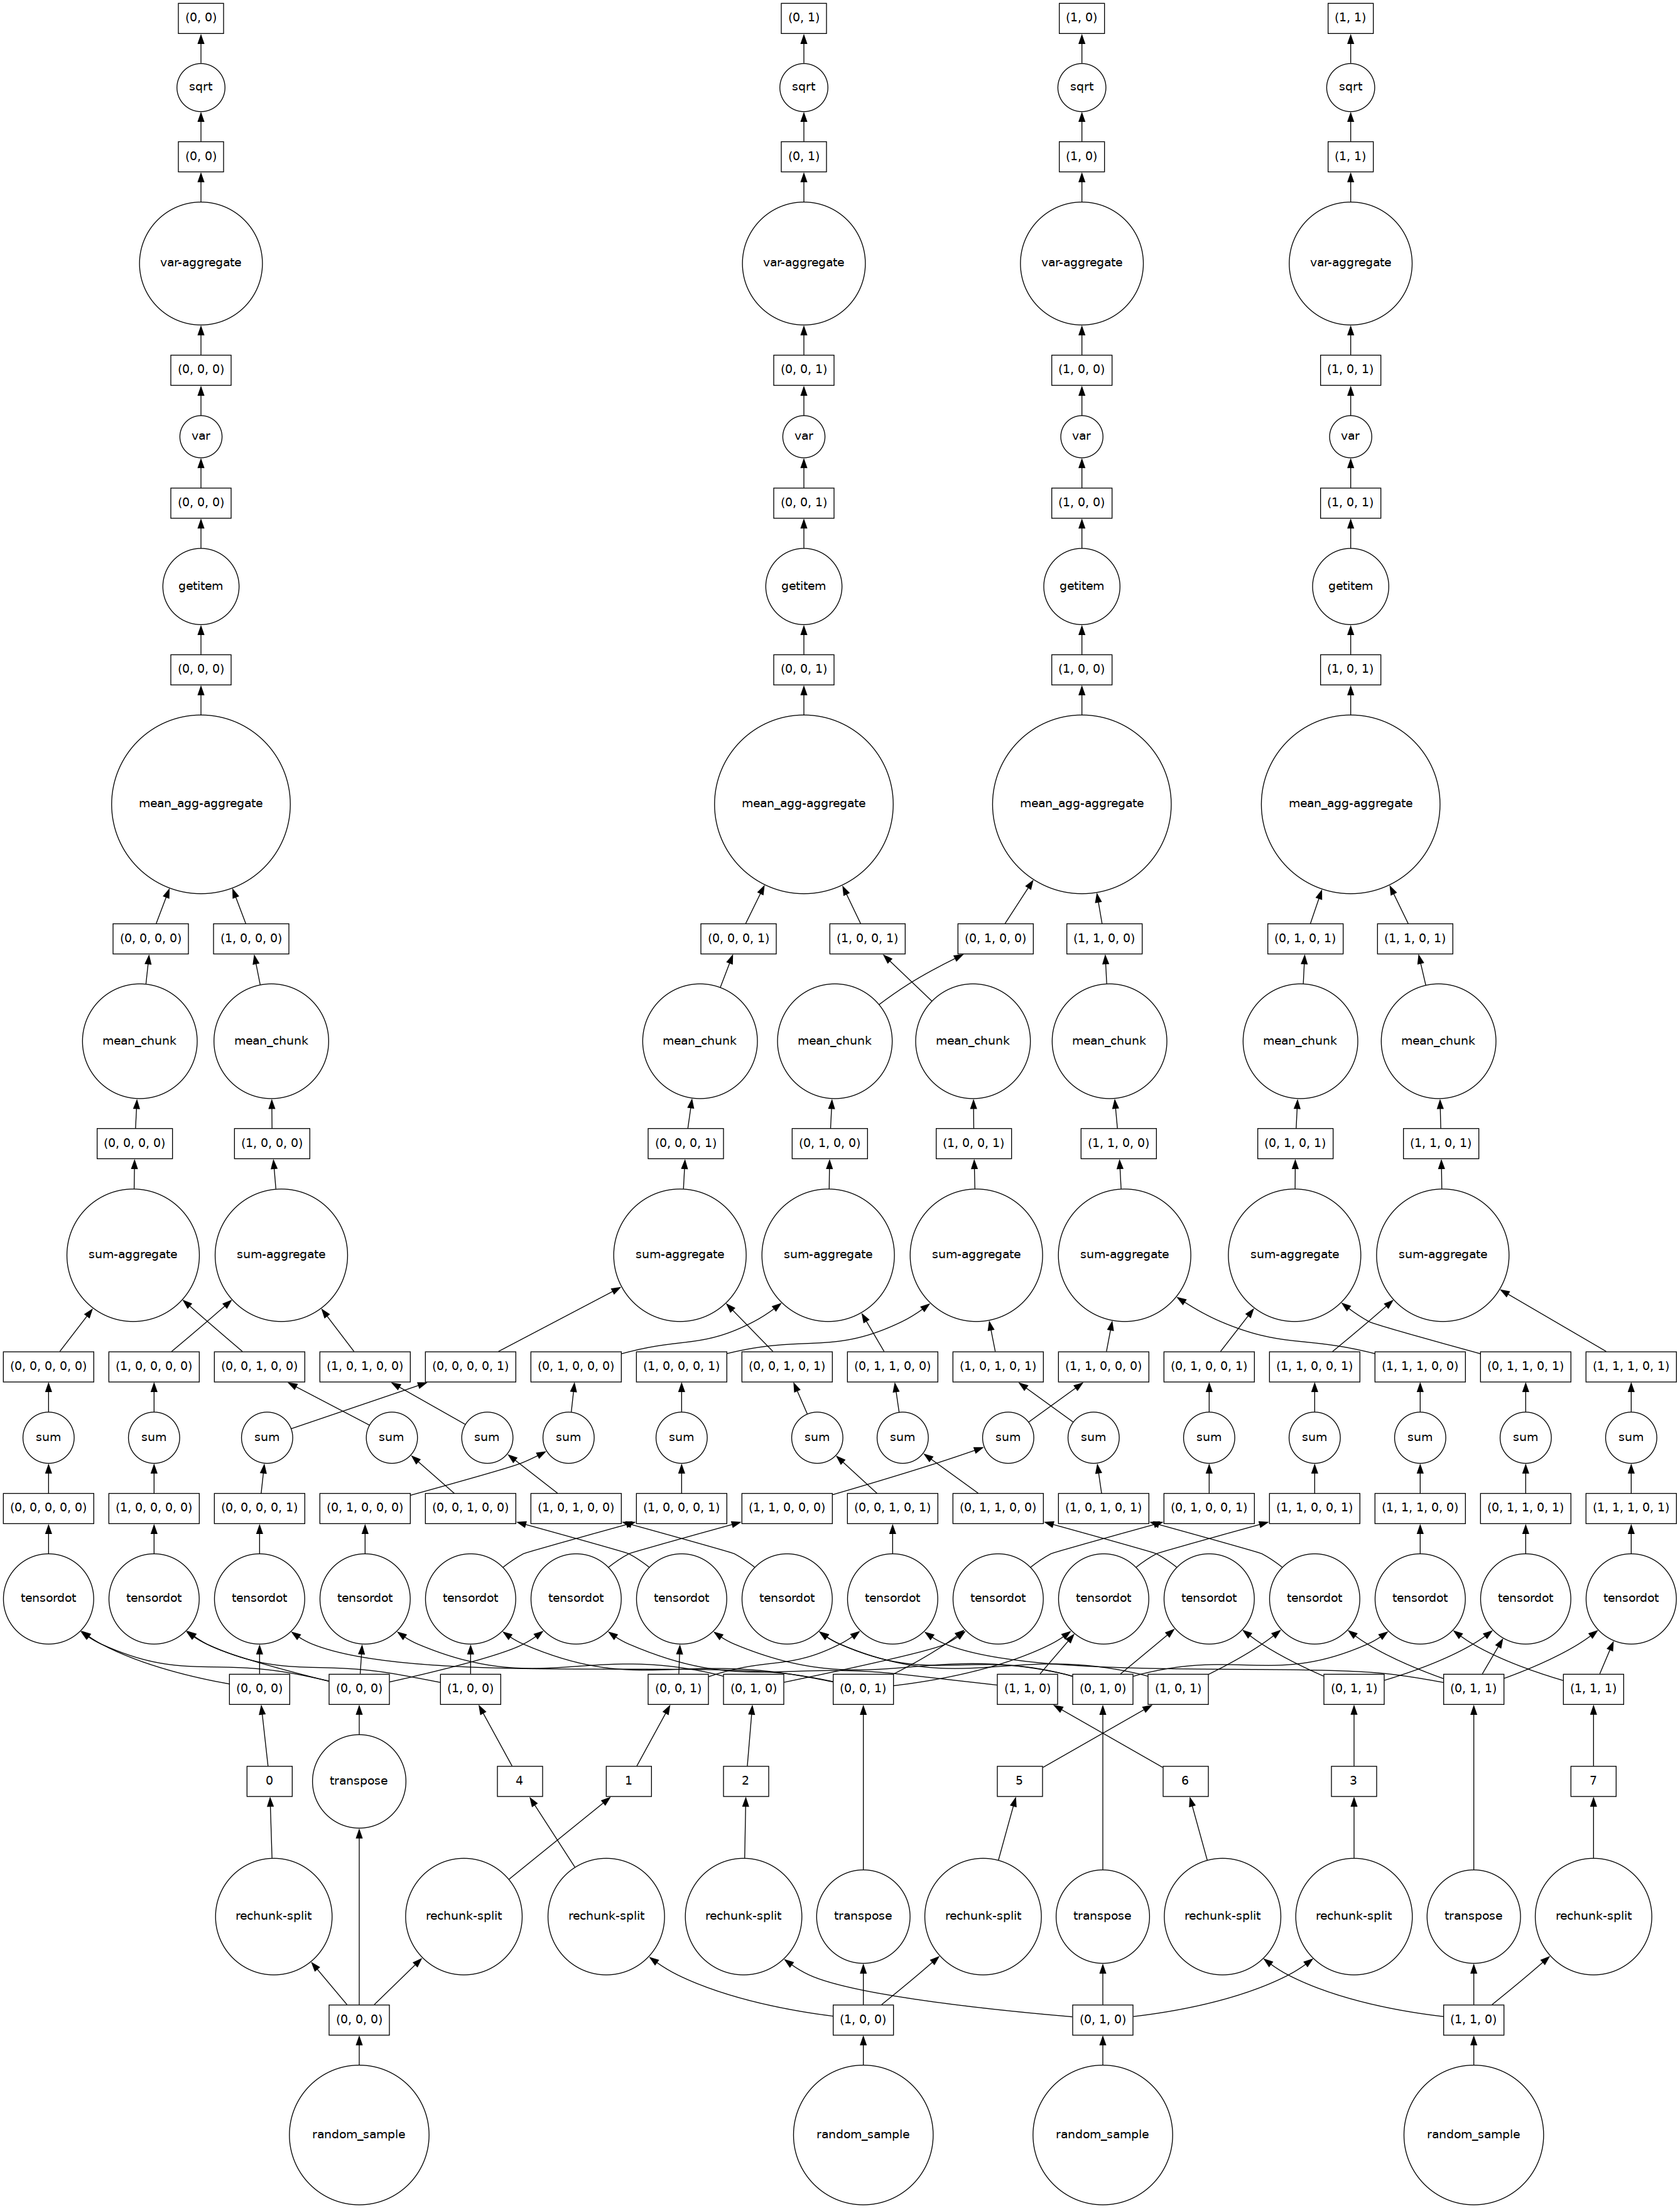 (0, 0) (0, 1) (1, 0) (1, 1)
sqrt sqrt sqrt sqrt
(0, 0) (0, 1) (1, 0) (1, 1)
var-aggregate var-aggregate var-aggregate var-aggregate
(0, 0, 0) (0, 0, 1) (1, 0, 0) (1, 0, 1)
var var var var
(0, 0, 0) (0, 0, 1) (1, 0, 0) (1, 0, 1)
getitem getitem getitem getitem
(0, 0, 0) (0, 0, 1) (1, 0, 0) (1, 0, 1)
mean_agg-aggregate mean_agg-aggregate mean_agg-aggregate mean_agg-aggregate
(0, 0, 0, 0) (1, 0, 0, 0) (0, 0, 0, 1) (1, 0, 0, 1) (0, 1, 0, 0) (1, 1, 0, 0) (0, 1, 0, 1) (1, 1, 0, 1)
mean_chunk mean_chunk mean_chunk mean_chunk mean_chunk mean_chunk mean_chunk mean_chunk
(0, 0, 0, 0) (1, 0, 0, 0) (0, 0, 0, 1) (0, 1, 0, 0) (1, 0, 0, 1) (1, 1, 0, 0) (0, 1, 0, 1) (1, 1, 0, 1)
sum-aggregate sum-aggregate sum-aggregate sum-aggregate sum-aggregate sum-aggregate sum-aggregate sum-aggregate
(0, 0, 0, 0, 0) (1, 0, 0, 0, 0) (0, 0, 1, 0, 0) (1, 0, 1, 0, 0) (0, 0, 0, 0, 1) (0, 1, 0, 0, 0) (1, 0, 0, 0, 1) (0, 0, 1, 0, 1) (0, 1, 1, 0, 0) (1, 0, 1, 0, 1) (1, 1, 0, 0, 0) (0, 1, 0, 0, 1) (1, 1, 0, 0, 1) (1, 1, 1, 0, 0) (0, 1, 1, 0, 1) (1, 1, 1, 0, 1)
sum sum sum sum sum sum sum sum sum sum sum sum sum sum sum sum
(0, 0, 0, 0, 0) (1, 0, 0, 0, 0) (0, 0, 0, 0, 1) (0, 1, 0, 0, 0) (0, 0, 1, 0, 0) (1, 0, 1, 0, 0) (1, 0, 0, 0, 1) (1, 1, 0, 0, 0) (0, 0, 1, 0, 1) (0, 1, 1, 0, 0) (1, 0, 1, 0, 1) (0, 1, 0, 0, 1) (1, 1, 0, 0, 1) (1, 1, 1, 0, 0) (0, 1, 1, 0, 1) (1, 1, 1, 0, 1)
tensordot tensordot tensordot tensordot tensordot tensordot tensordot tensordot tensordot tensordot tensordot tensordot tensordot tensordot tensordot tensordot
(0, 0, 0) (0, 0, 0) (1, 0, 0) (0, 0, 1) (0, 1, 0) (0, 0, 1) (1, 1, 0) (0, 1, 0) (1, 0, 1) (0, 1, 1) (0, 1, 1) (1, 1, 1)
0 transpose 4 1 2 5 6 3 7
rechunk-split rechunk-split rechunk-split rechunk-split transpose rechunk-split transpose rechunk-split rechunk-split transpose rechunk-split
(0, 0, 0) (1, 0, 0) (0, 1, 0) (1, 1, 0)
random_sample random_sample random_sample random_sample